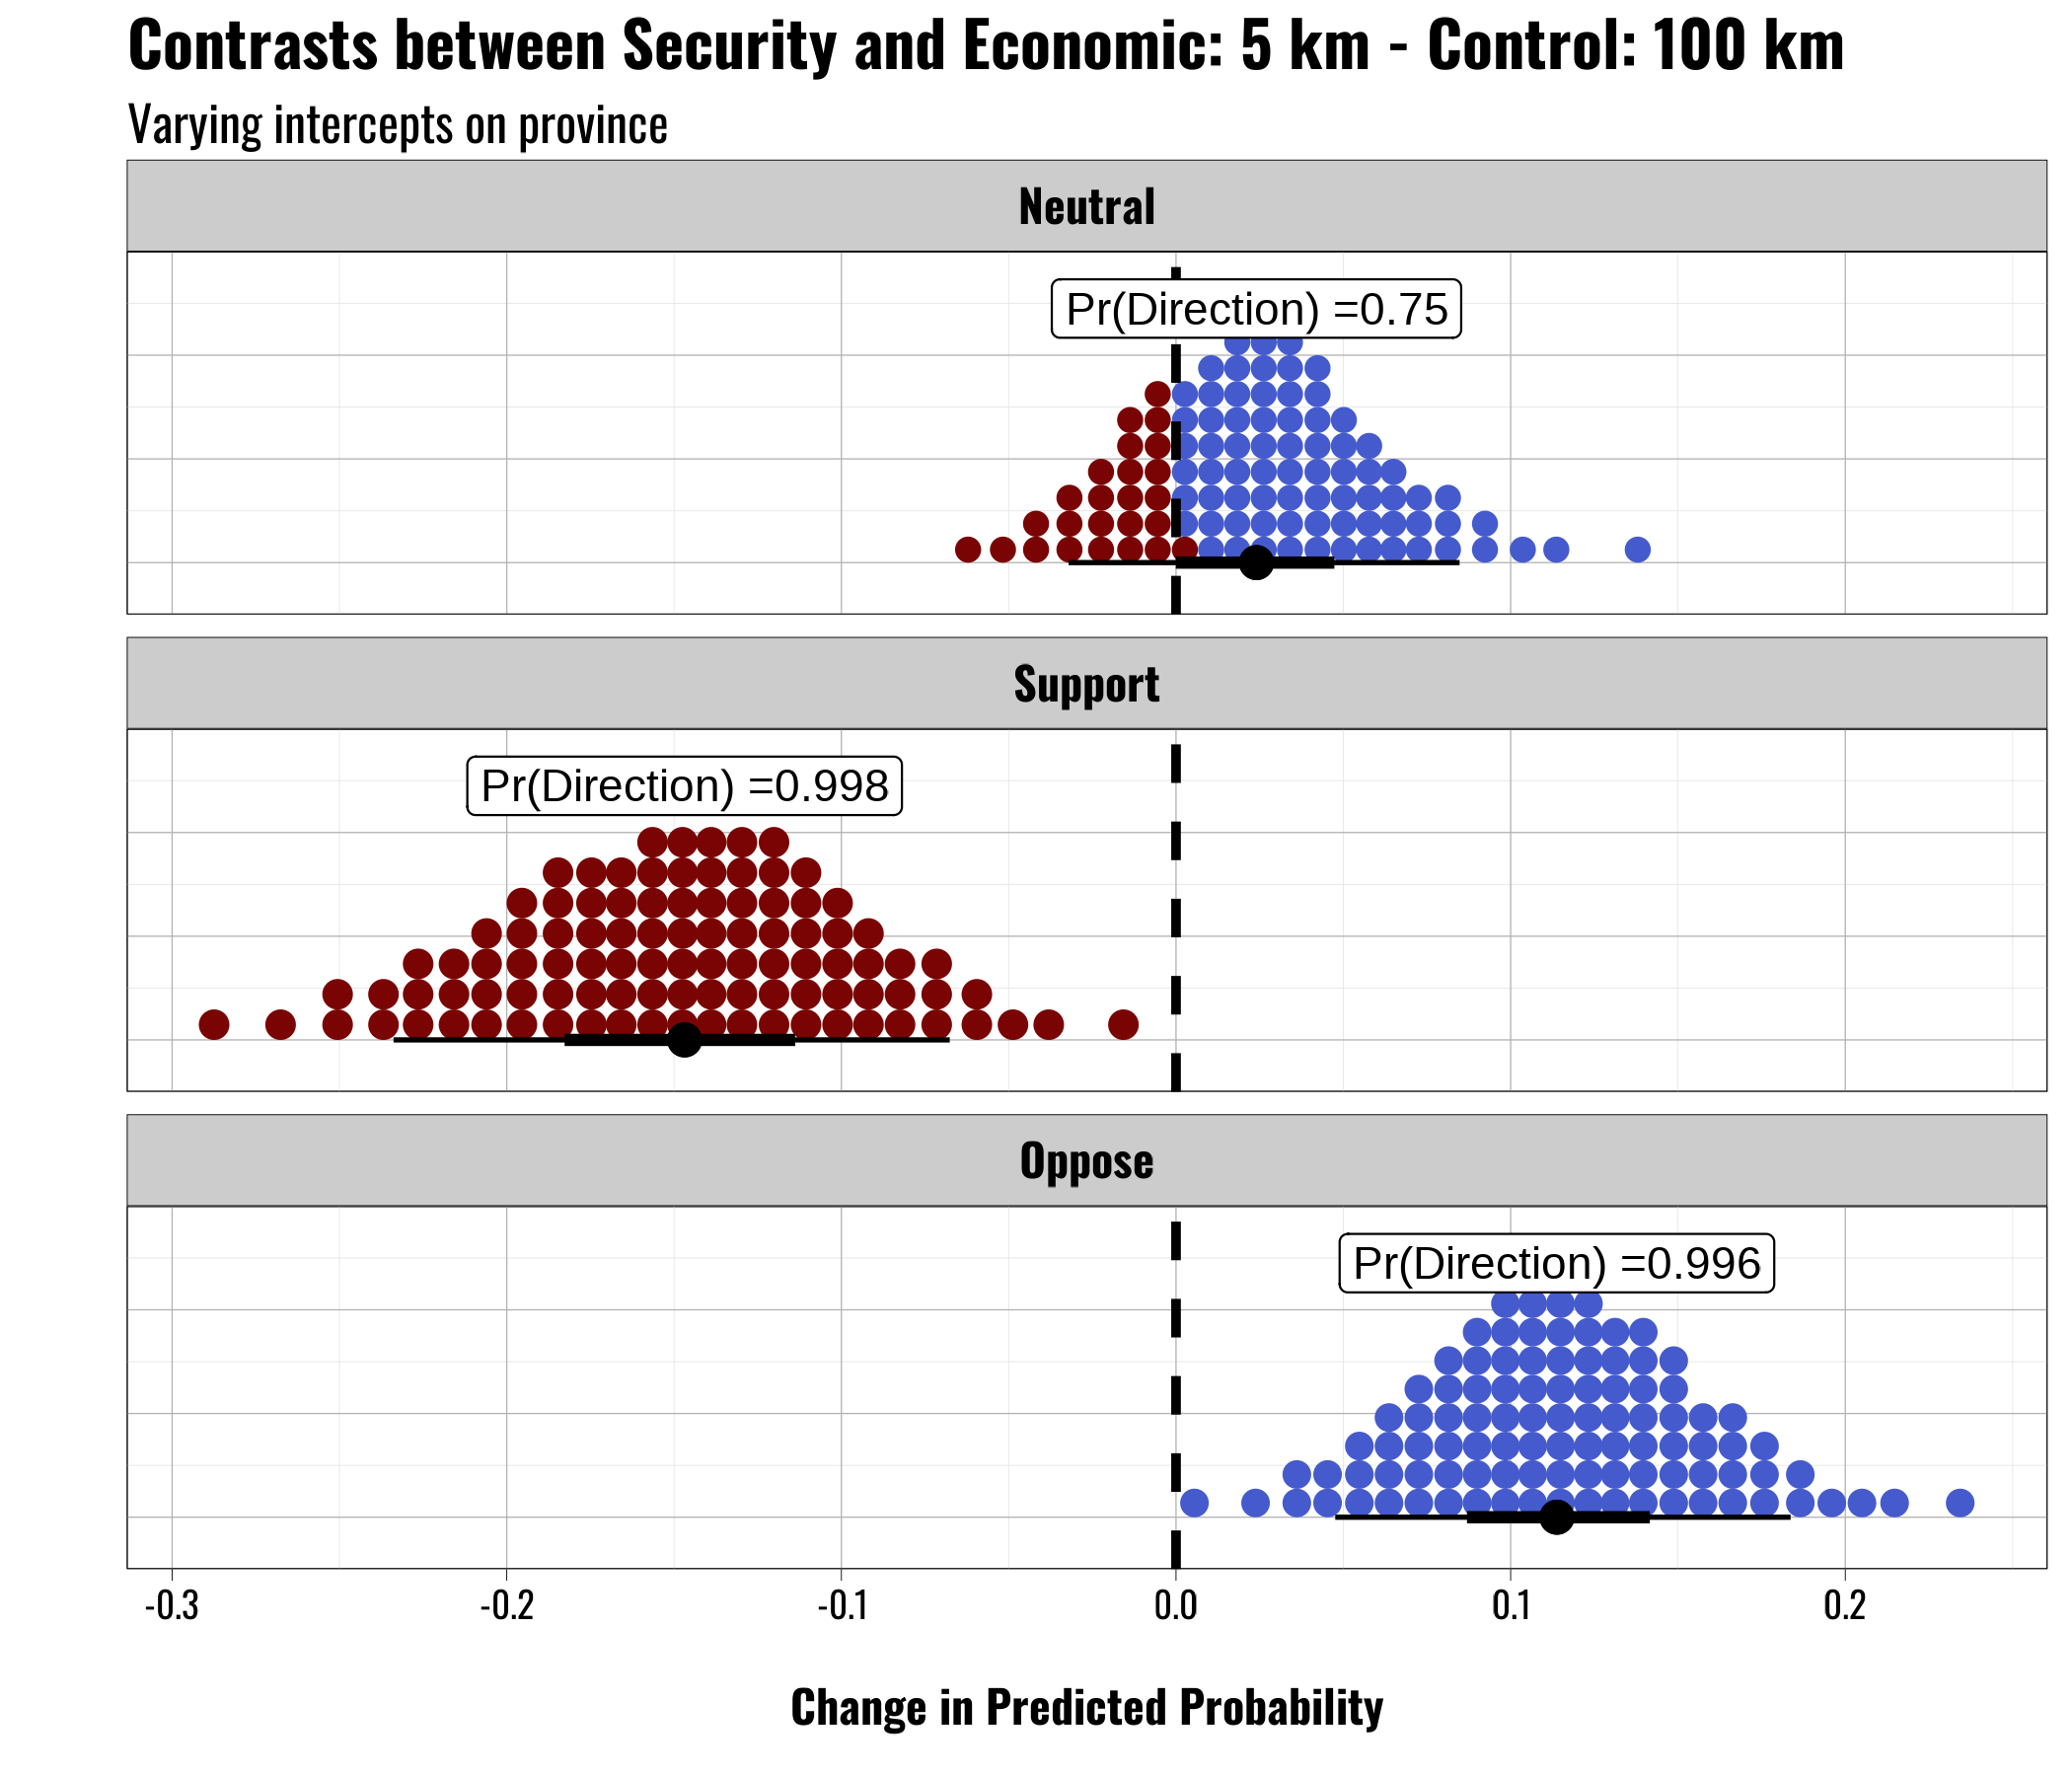 Contrasts between Security and Economic: 5 km - Control: 100 km
Varying intercepts on province
Neutral
Pr(Direction) =0.75
Support
Pr(Direction) =0.998
Oppose
Pr(Direction) =0.996
-0.3 -0.2 -0.1 0.0 0.1 0.2
Change in Predicted Probability